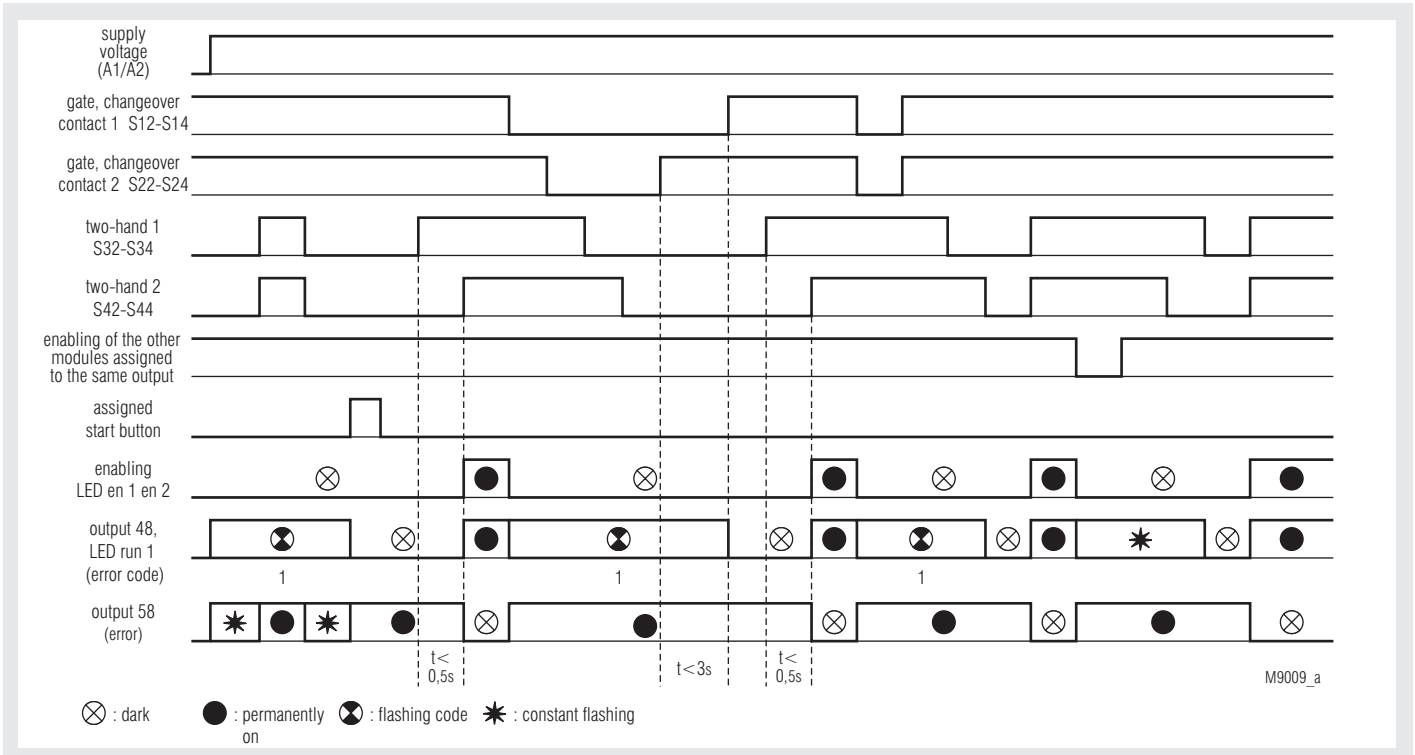 supply
voltage
(A1/A2)
gate, changeover
contact 1 S12-S14
gate, changeover
contact 2 S22-S24
two-hand 1
S32-S34
two-hand 2
S42-S44
enabling of the other
modules assigned
to the same output
assigned
start button
enabling
LED en 1 en 2
output 48,
LED run 1
(error code)
1
1
1
output 58
(error)
t<
0,5s
t<3s
t<
0,5s
M9009_a
: dark
: permanently
on
: flashing code
: constant flashing